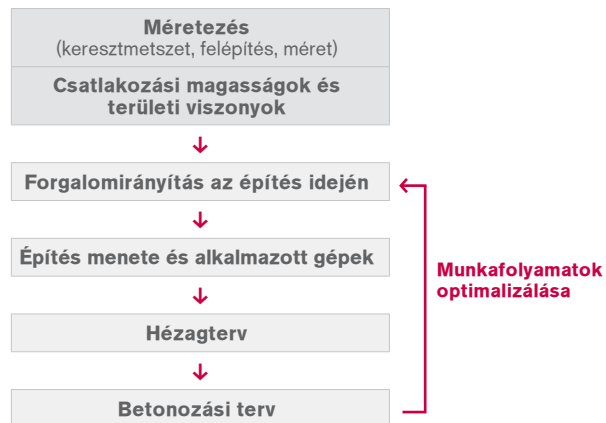 Méretezés
(keresztmetszet, felépítés, méret)
Csatlakozási magasságok és
területi viszonyok
Forgalomirányítás az építés idején
Építés menete és alkalmazott gépek
Munkafolyamatok
optimalizálása
Hézagterv
Betonozási terv